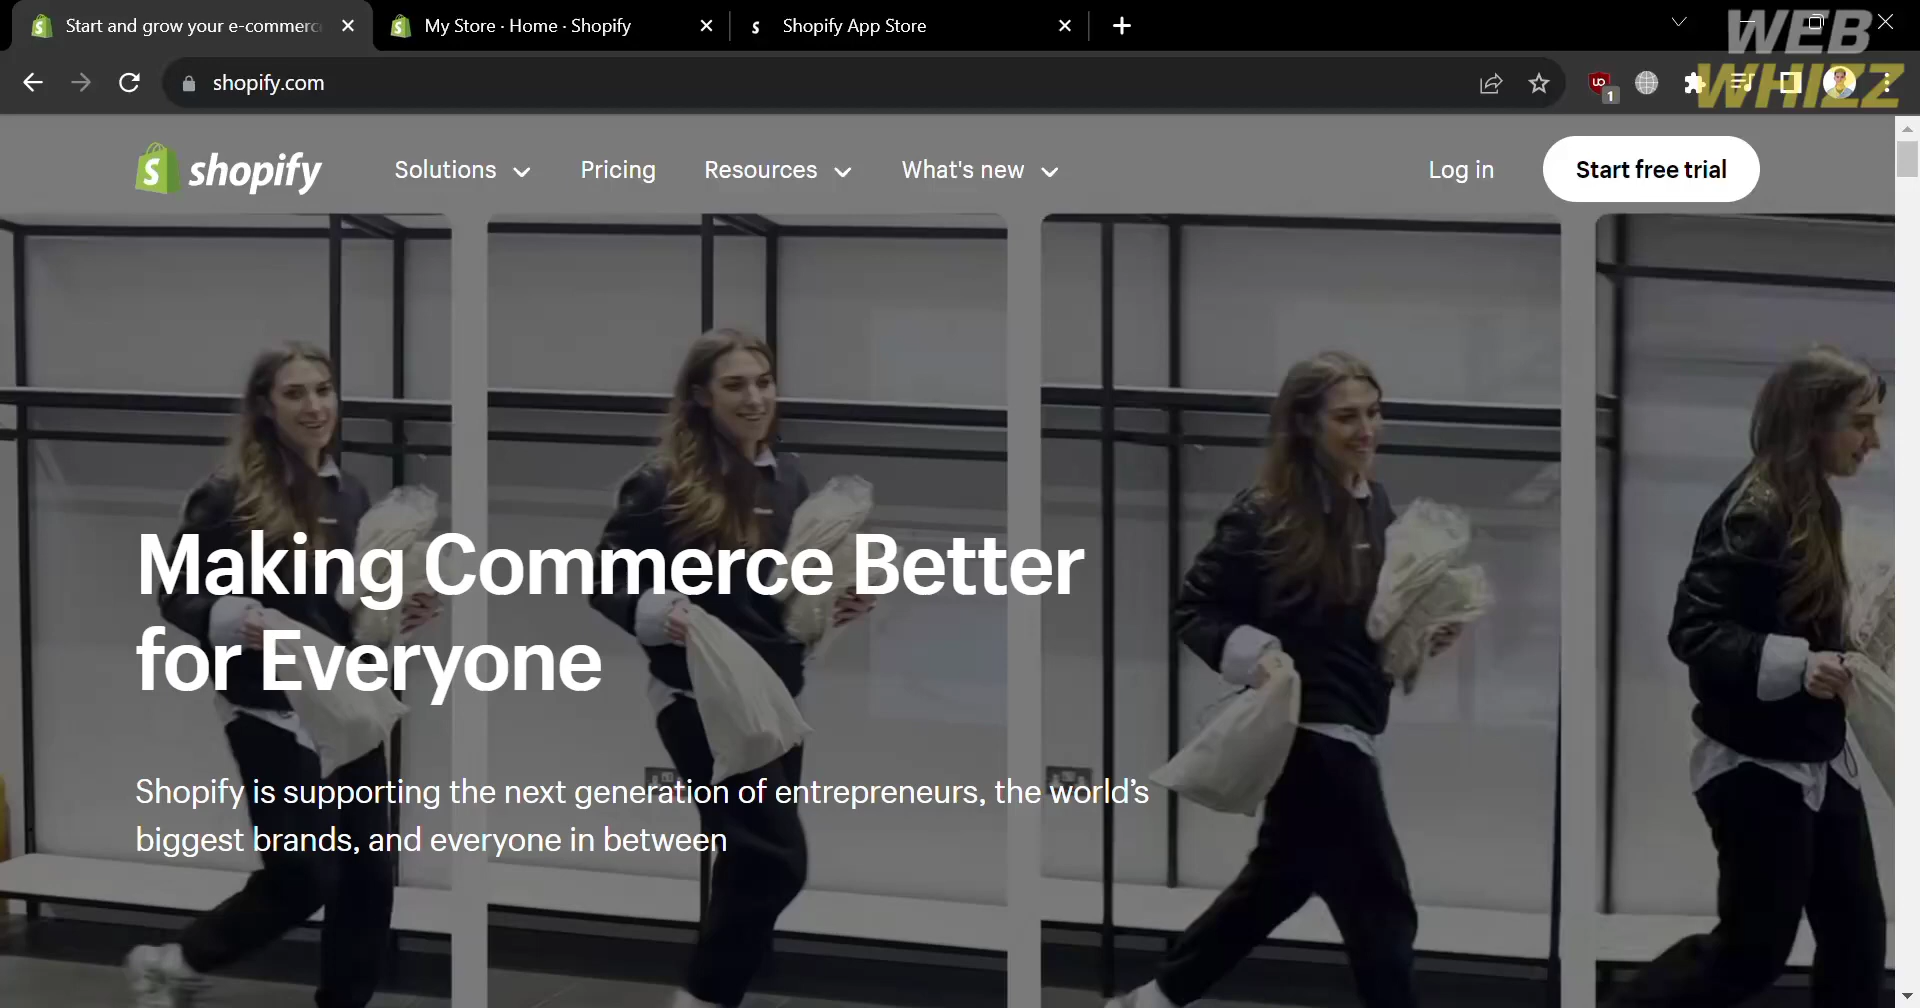 Start and grow your e-commerc
My Store · Home · Shopify
Shopify App Store
WEB
WHIZZ
shopify.com
1
shopify
Solutions
Pricing
Resources
What's new
Log in
Start free trial
Making Commerce Better
for Everyone
Shopify is supporting the next generation of entrepreneurs, the world’s
biggest brands, and everyone in between